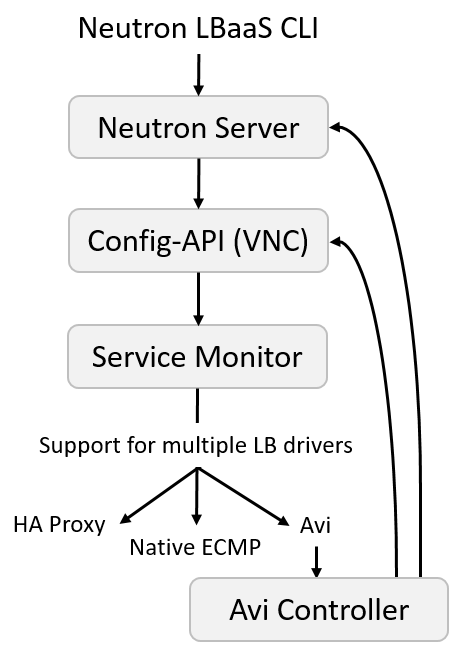 Neutron LBaaS CLI
Neutron Server
Config-API (VNC)
Service Monitor
Support for multiple LB drivers
HA Proxy
Native ECMP
Avi
Avi Controller